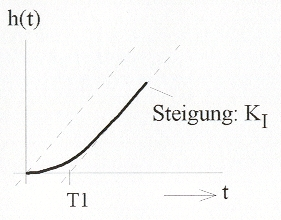 h(t)
Steigung: K_I
T1
t